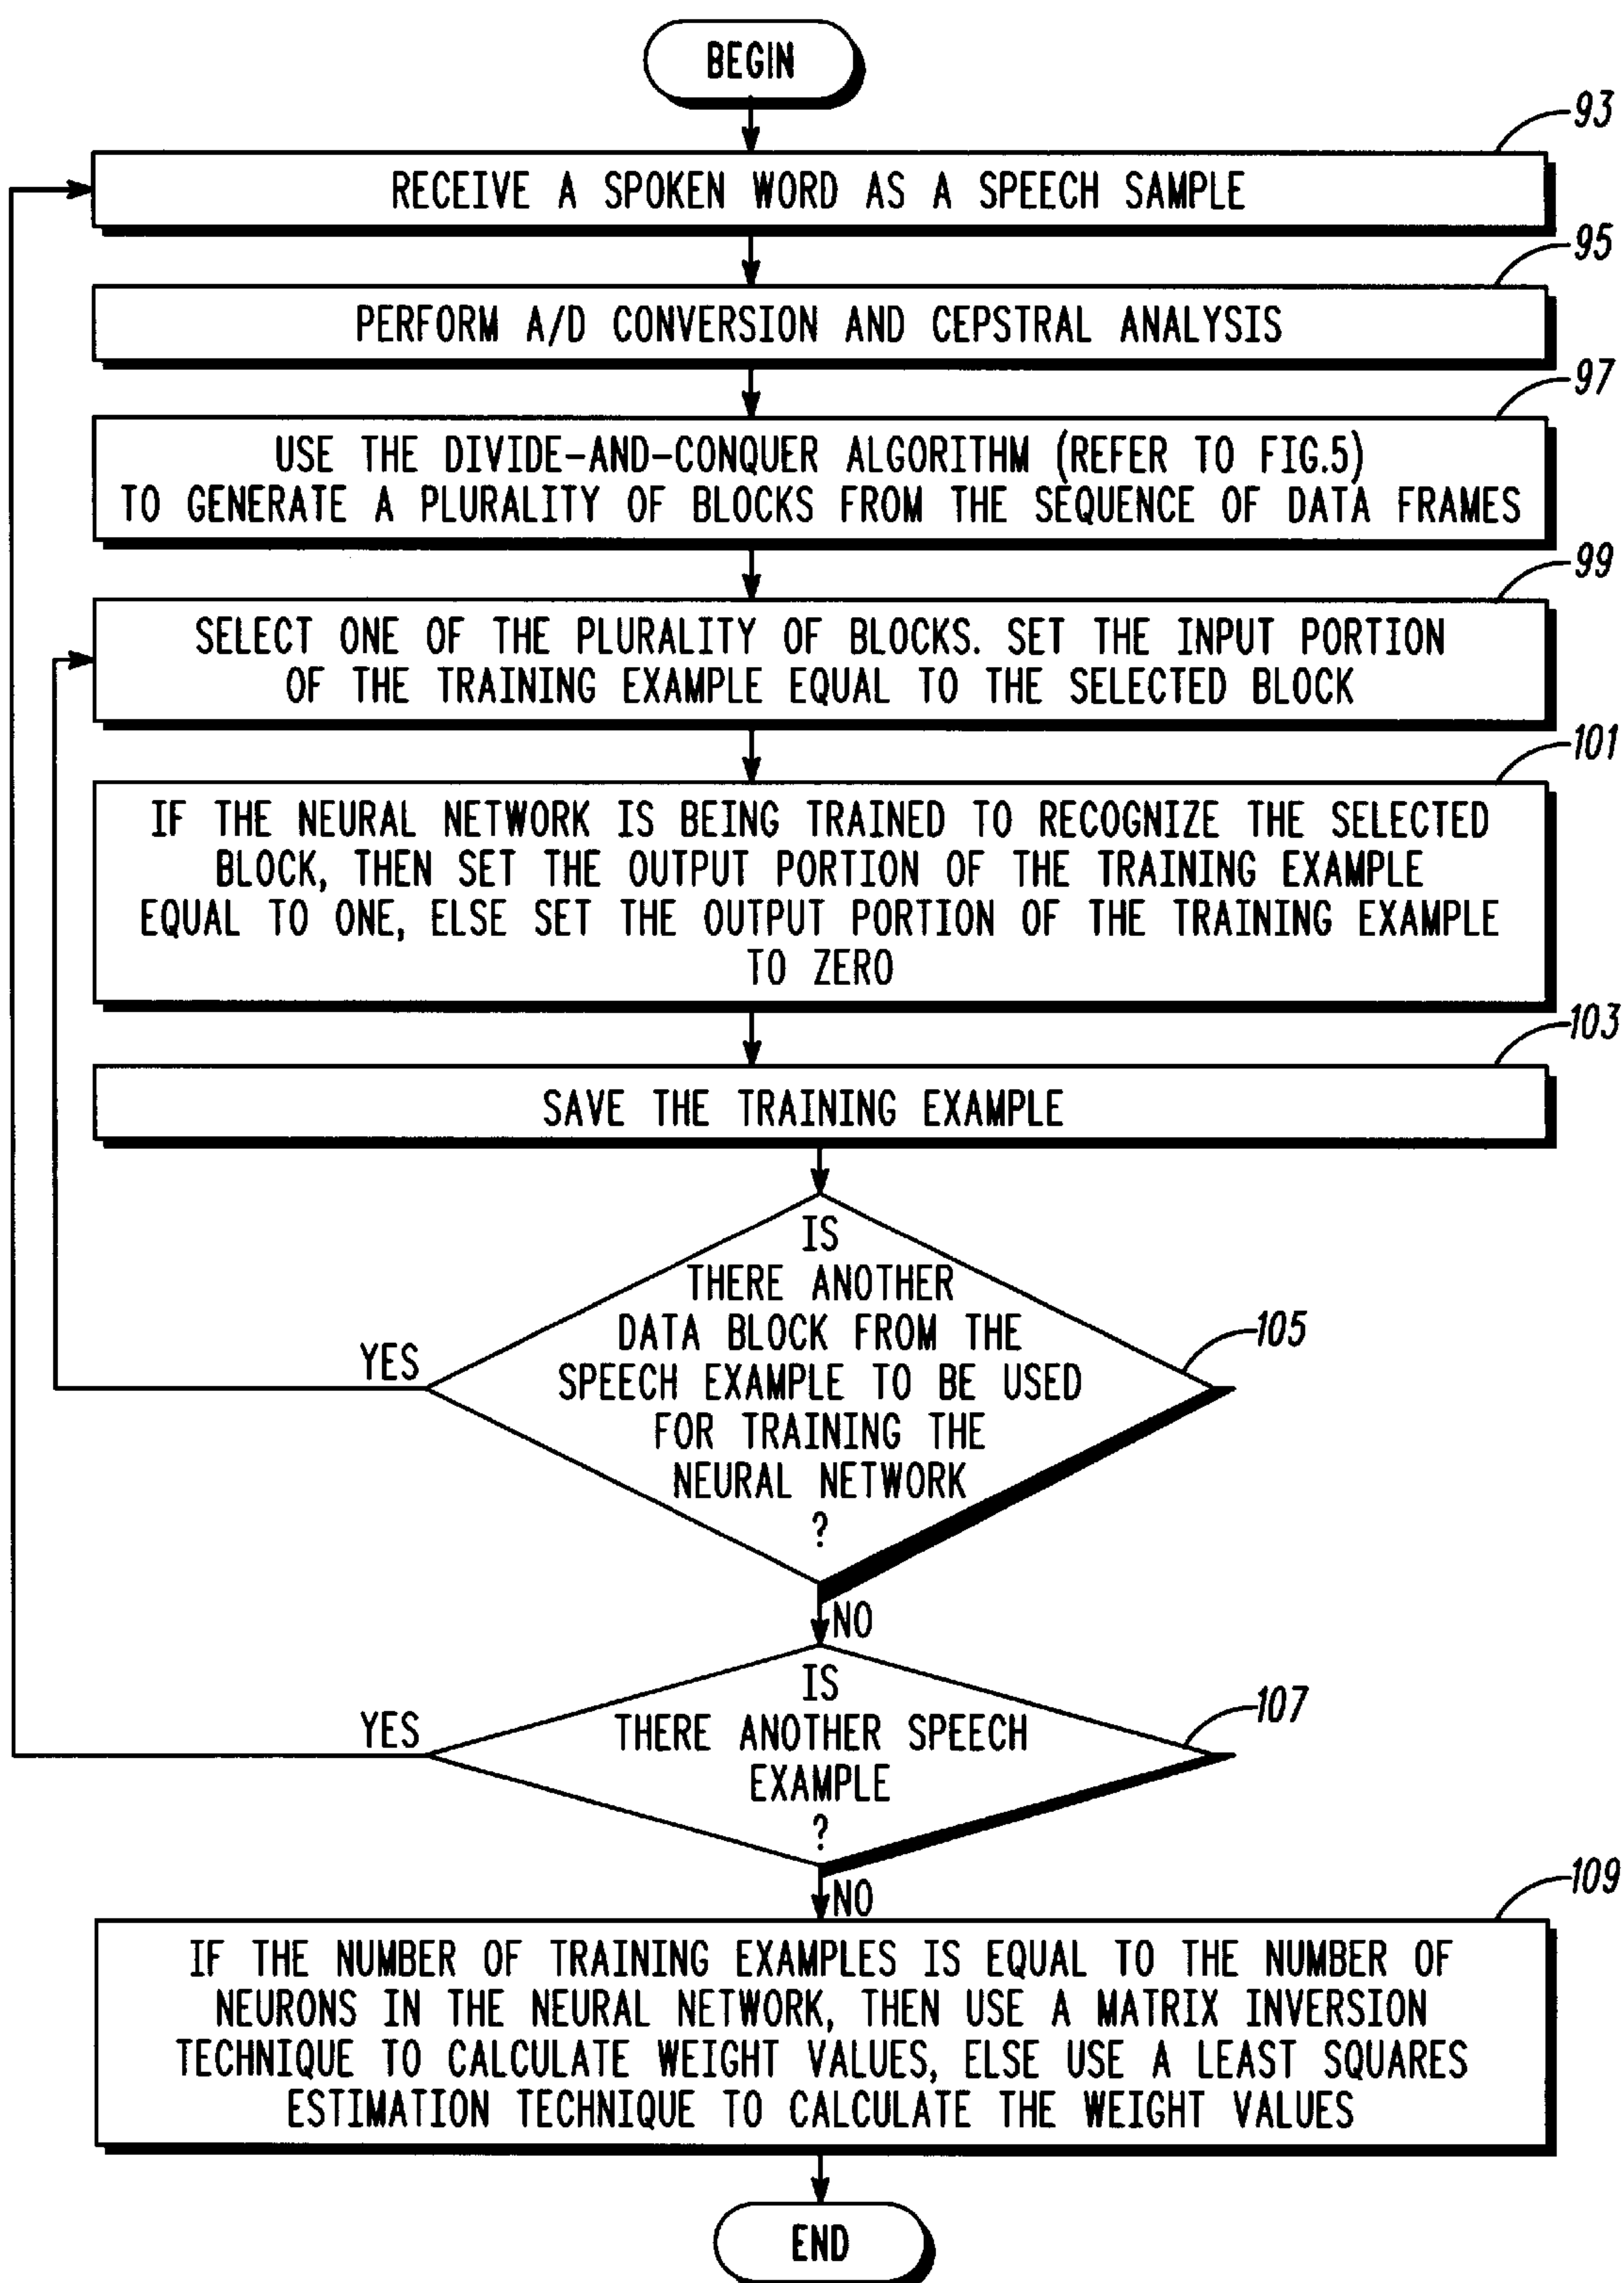 BEGIN
93
RECEIVE A SPOKEN WORD AS A SPEECH SAMPLE
95
PERFORM A/D CONVERSION AND CEPSTRAL ANALYSIS
97
USE THE DIVIDE-AND-CONQUER ALGORITHM (REFER TO FIG.5)
TO GENERATE A PLURALITY OF BLOCKS FROM THE SEQUENCE OF DATA FRAMES
99
SELECT ONE OF THE PLURALITY OF BLOCKS. SET THE INPUT PORTION
OF THE TRAINING EXAMPLE EQUAL TO THE SELECTED BLOCK
101
IF THE NEURAL NETWORK IS BEING TRAINED TO RECOGNIZE THE SELECTED
BLOCK, THEN SET THE OUTPUT PORTION OF THE TRAINING EXAMPLE
EQUAL TO ONE, ELSE SET THE OUTPUT PORTION OF THE TRAINING EXAMPLE
TO ZERO
103
SAVE THE TRAINING EXAMPLE
IS
THERE ANOTHER
DATA BLOCK FROM THE
SPEECH EXAMPLE TO BE USED
FOR TRAINING THE
NEURAL NETWORK
?
105
YES
NO
IS
THERE ANOTHER SPEECH
EXAMPLE
?
107
YES
NO
109
IF THE NUMBER OF TRAINING EXAMPLES IS EQUAL TO THE NUMBER OF
NEURONS IN THE NEURAL NETWORK, THEN USE A MATRIX INVERSION
TECHNIQUE TO CALCULATE WEIGHT VALUES, ELSE USE A LEAST SQUARES
ESTIMATION TECHNIQUE TO CALCULATE THE WEIGHT VALUES
END